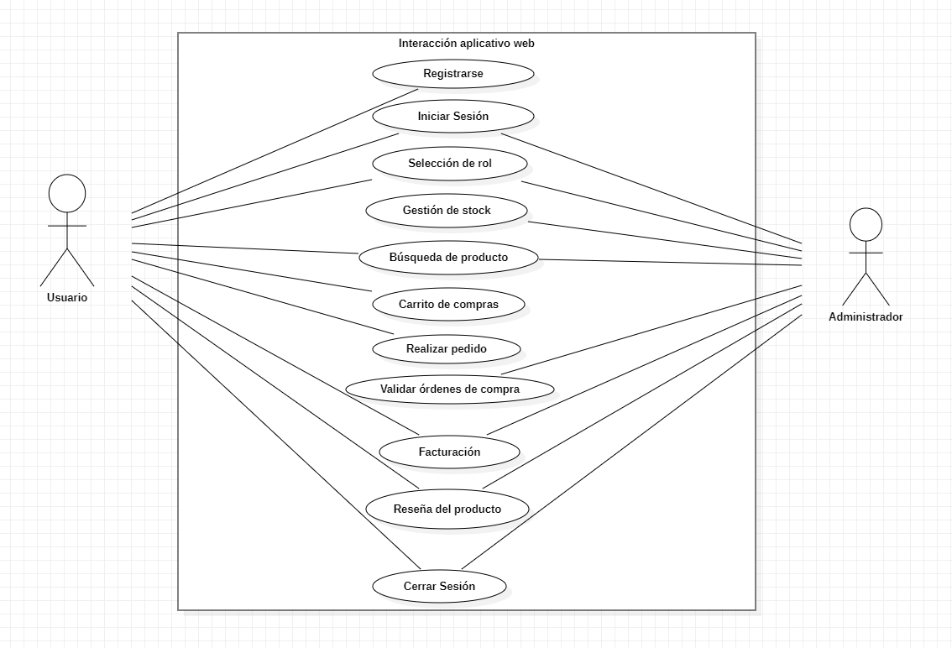 Interacción aplicativo web
Registrarse
Iniciar Sesión
Selección de rol
Gestión de stock
Búsqueda de producto
Usuario
Carrito de compras
Administrador
Realizar pedido
Validar órdenes de compra
Facturación
Reseña del producto
Cerrar Sesión